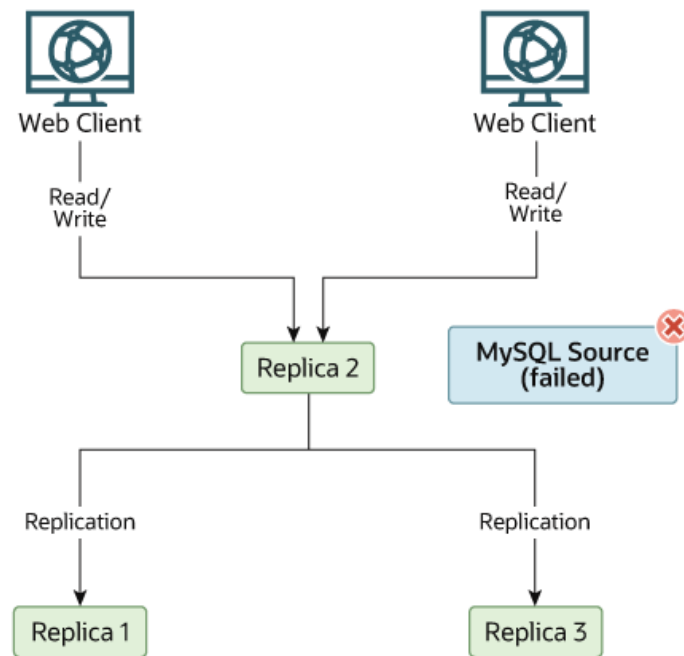 Web Client
Web Client
Read/
Write
Read/
Write
Replica 2
MySQL Source
(failed)
Replication
Replication
Replica 1
Replica 3